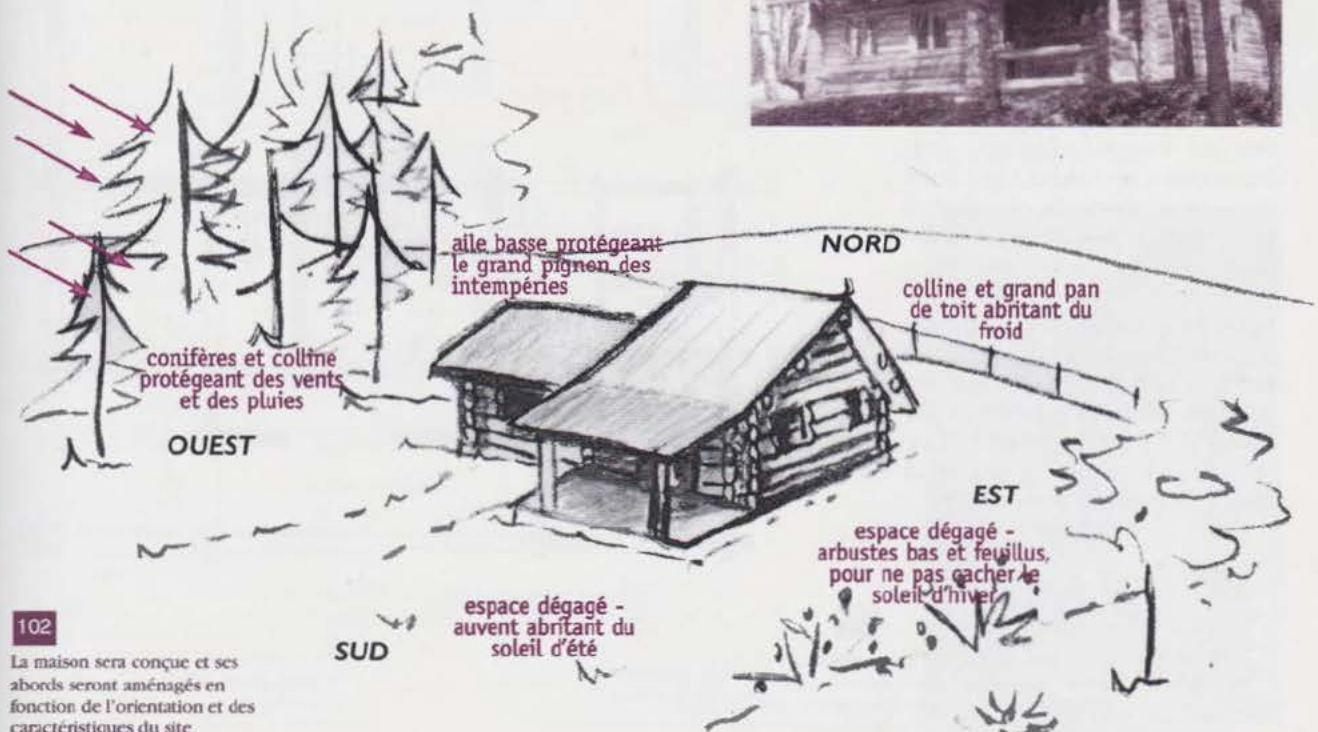 aile basse protégeant
le grand pignon des
intempéries
NORD
colline et grand pan
de toit abritant du
froid
conifères et colline
protégeant des vents
et des pluies
OUEST
EST
espace dégagé -
arbustes bas et feuillus,
pour ne pas cacher le
soleil d'hiver
espace dégagé -
auvent abritant du
soleil d'été
SUD
102
La maison sera conçue et ses
abords seront aménagés en
fonction de l'orientation et des
caractéristiques du site